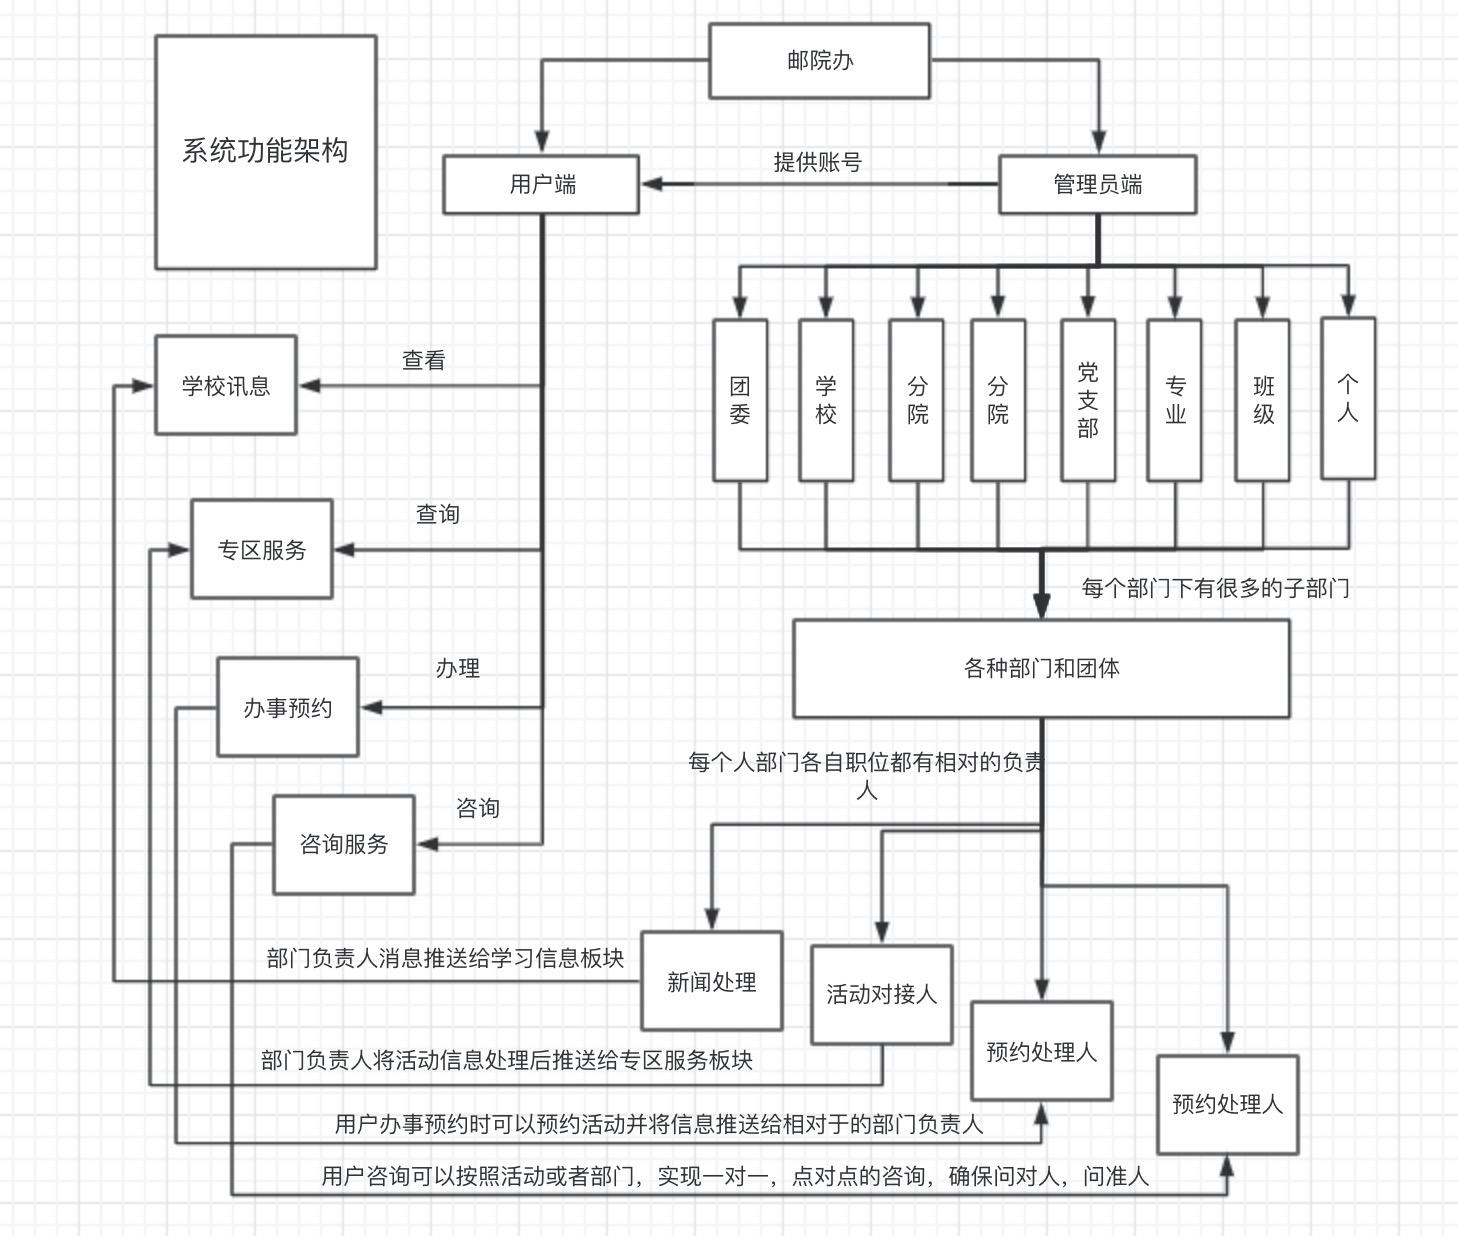 邮院办
系统功能架构
用户端
提供账号
管理员端
查看
学校讯息
团委
学校
分院
分院
党支部
专业
班级
个人
查询
专区服务
每个部门下有很多的子部门
办理
各种部门和团体
办事预约
每个人部门各自职位都有相对的负责
人
咨询
咨询服务
部门负责人消息推送给学习信息板块
新闻处理
活动对接人
预约处理人
部门负责人将活动信息处理后推送给专区服务板块
预约处理人
用户办事预约时可以预约活动并将信息推送给相对于的部门负责人
用户咨询可以按照活动或者部门，实现一对一，点对点的咨询，确保问对人，问准人